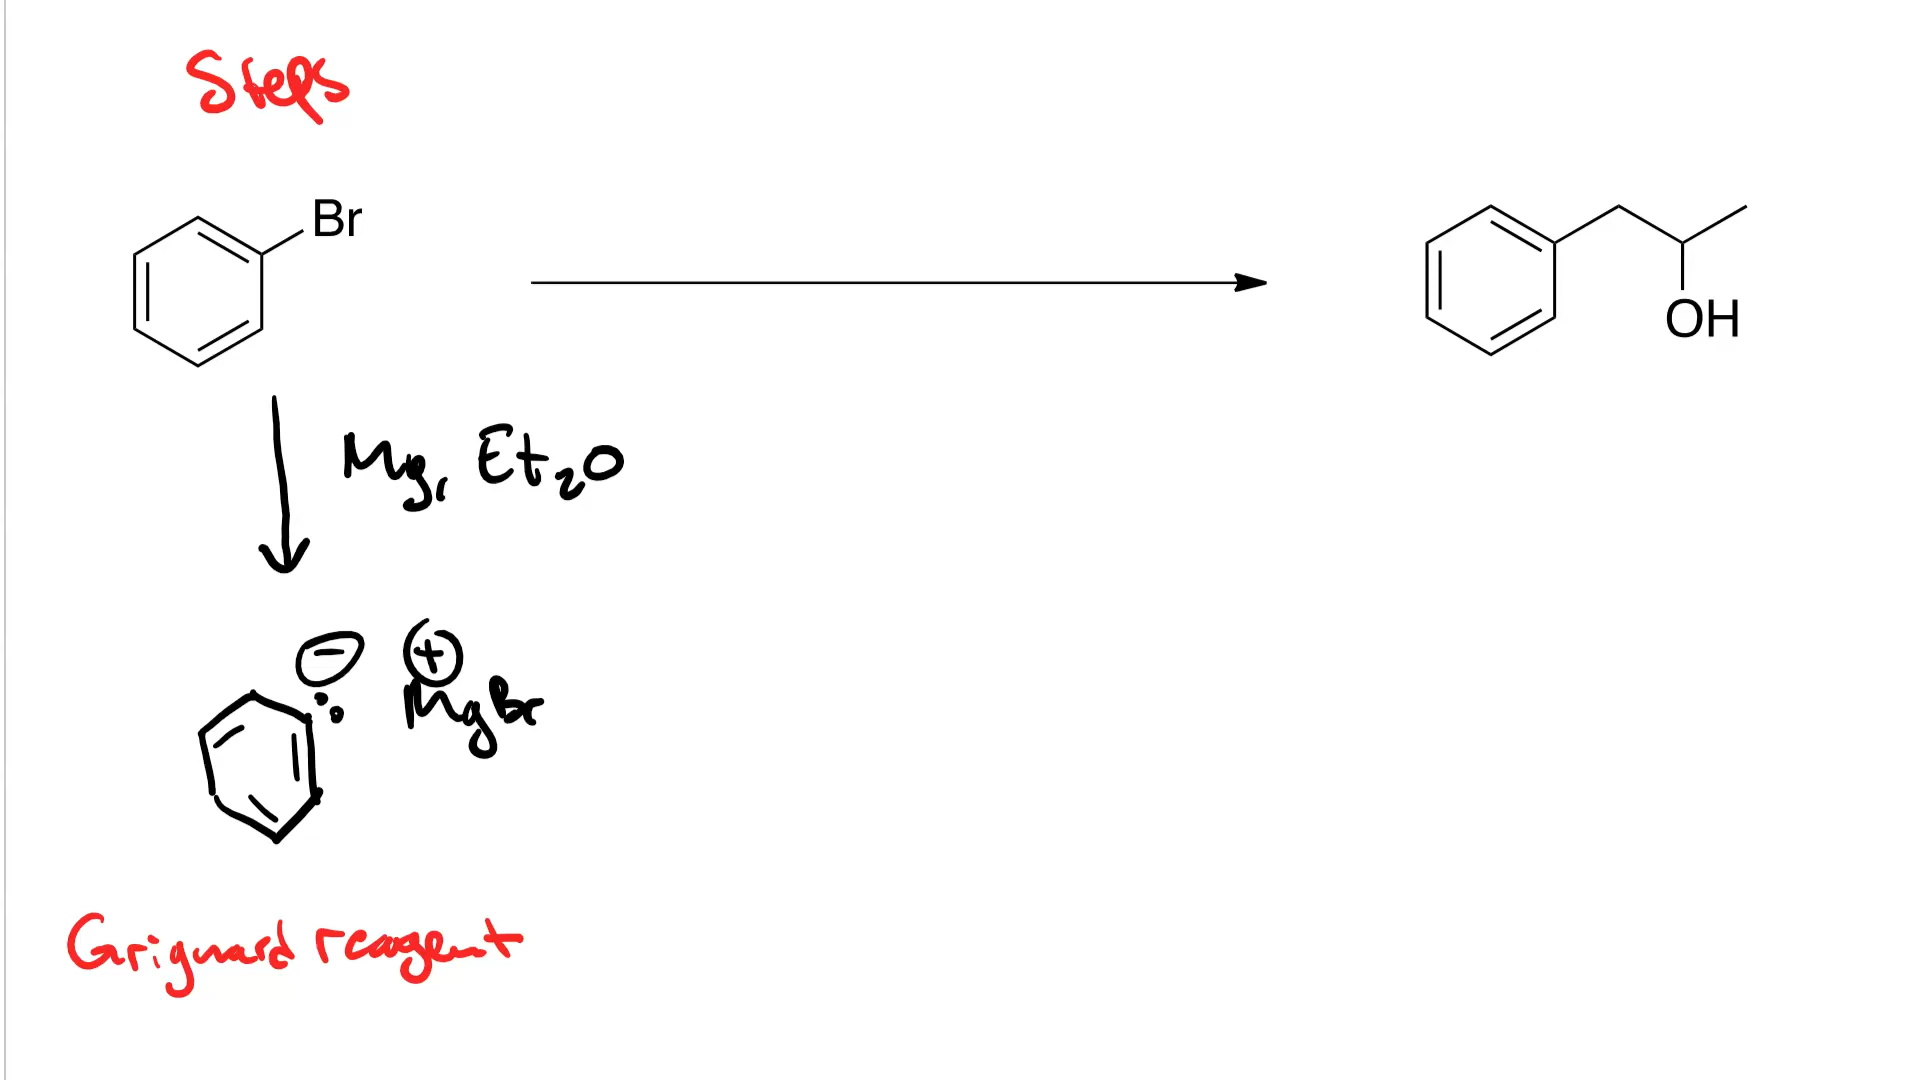 Steps
Br
OH
Mg, Et₂O
− +
MgBr
Grignard reagent